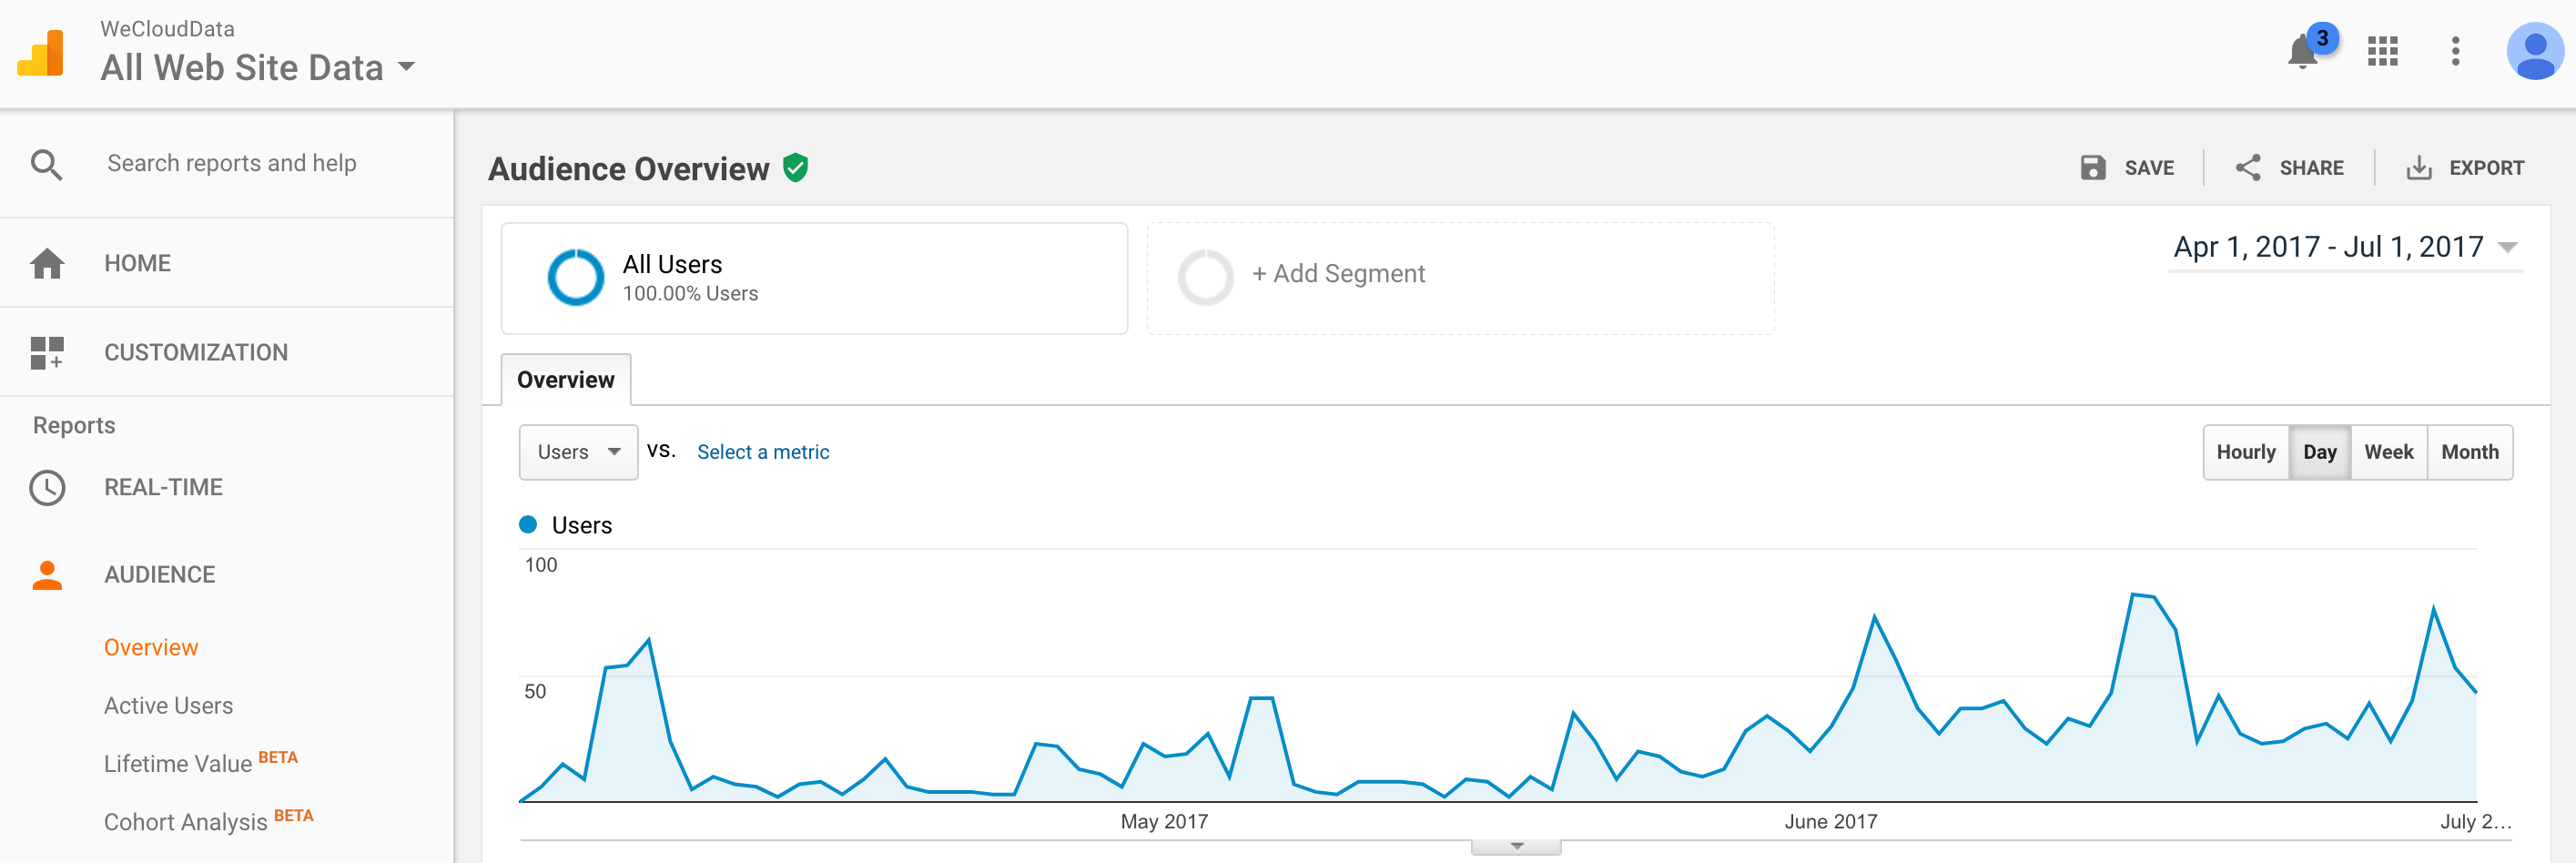 WeCloudData
All Web Site Data
3
Search reports and help
HOME
CUSTOMIZATION
Reports
REAL-TIME
AUDIENCE
Overview
Active Users
Lifetime Value BETA
Cohort Analysis BETA
Audience Overview
SAVE
SHARE
EXPORT
All Users
100.00% Users
+ Add Segment
Apr 1, 2017 - Jul 1, 2017
Overview
Users
vs.
Select a metric
Hourly
Day
Week
Month
Users
100
50
May 2017
June 2017
July 2...